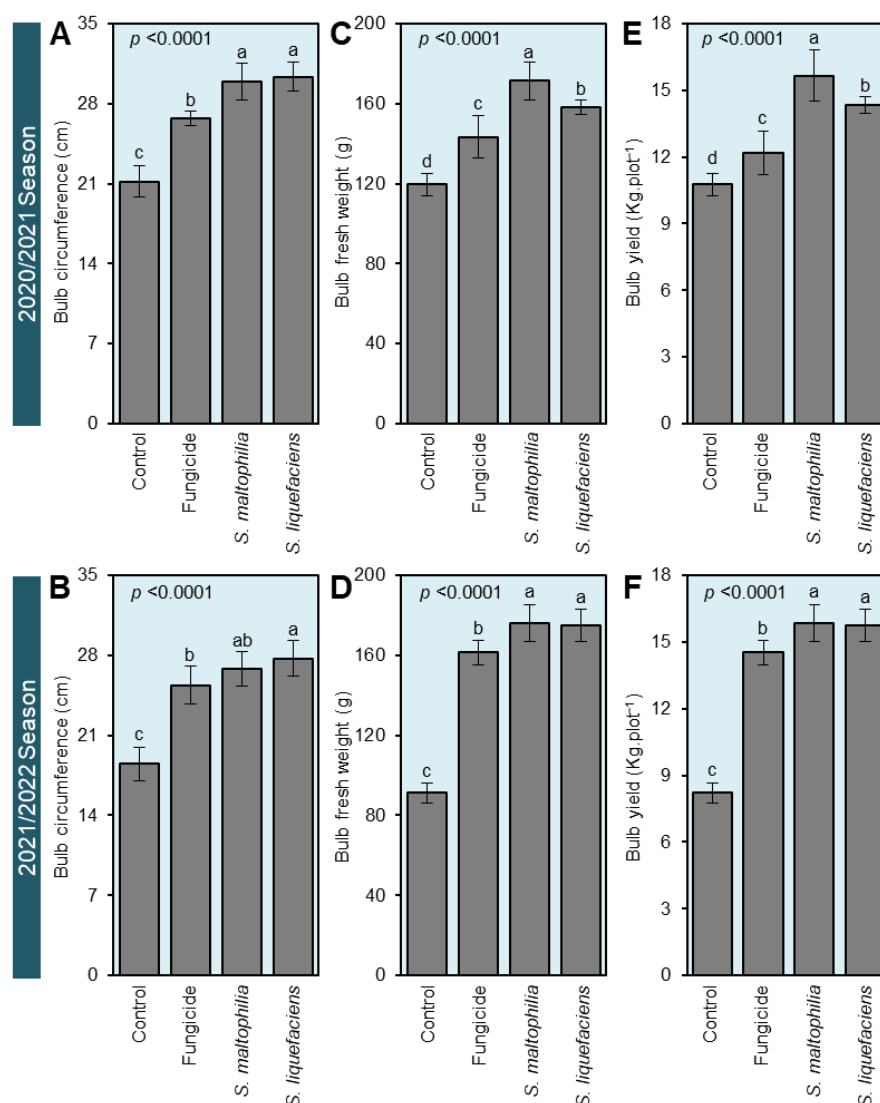 2020/2021 Season
A
p <0.0001
Bulb circumference (cm)
35
28
21
14
7
0
c
b
a
a
Control
Fungicide
S. maltophilia
S. liquefaciens
C
p <0.0001
Bulb fresh weight (g)
200
160
120
80
40
0
d
c
a
b
Control
Fungicide
S. maltophilia
S. liquefaciens
E
p <0.0001
Bulb yield (Kg.plot⁻¹)
18
15
12
9
6
3
0
d
c
a
b
Control
Fungicide
S. maltophilia
S. liquefaciens
2021/2022 Season
B
p <0.0001
Bulb circumference (cm)
35
28
21
14
7
0
c
b
ab
a
Control
Fungicide
S. maltophilia
S. liquefaciens
D
p <0.0001
Bulb fresh weight (g)
200
160
120
80
40
0
c
b
a
a
Control
Fungicide
S. maltophilia
S. liquefaciens
F
p <0.0001
Bulb yield (Kg.plot⁻¹)
18
15
12
9
6
3
0
c
b
a
a
Control
Fungicide
S. maltophilia
S. liquefaciens